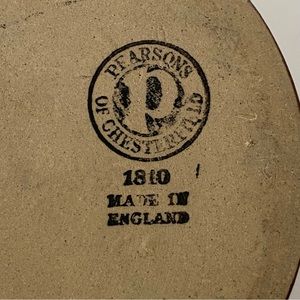 PEARSONS
P
OF CHESTERFIELD
1810
MADE IN
ENGLAND